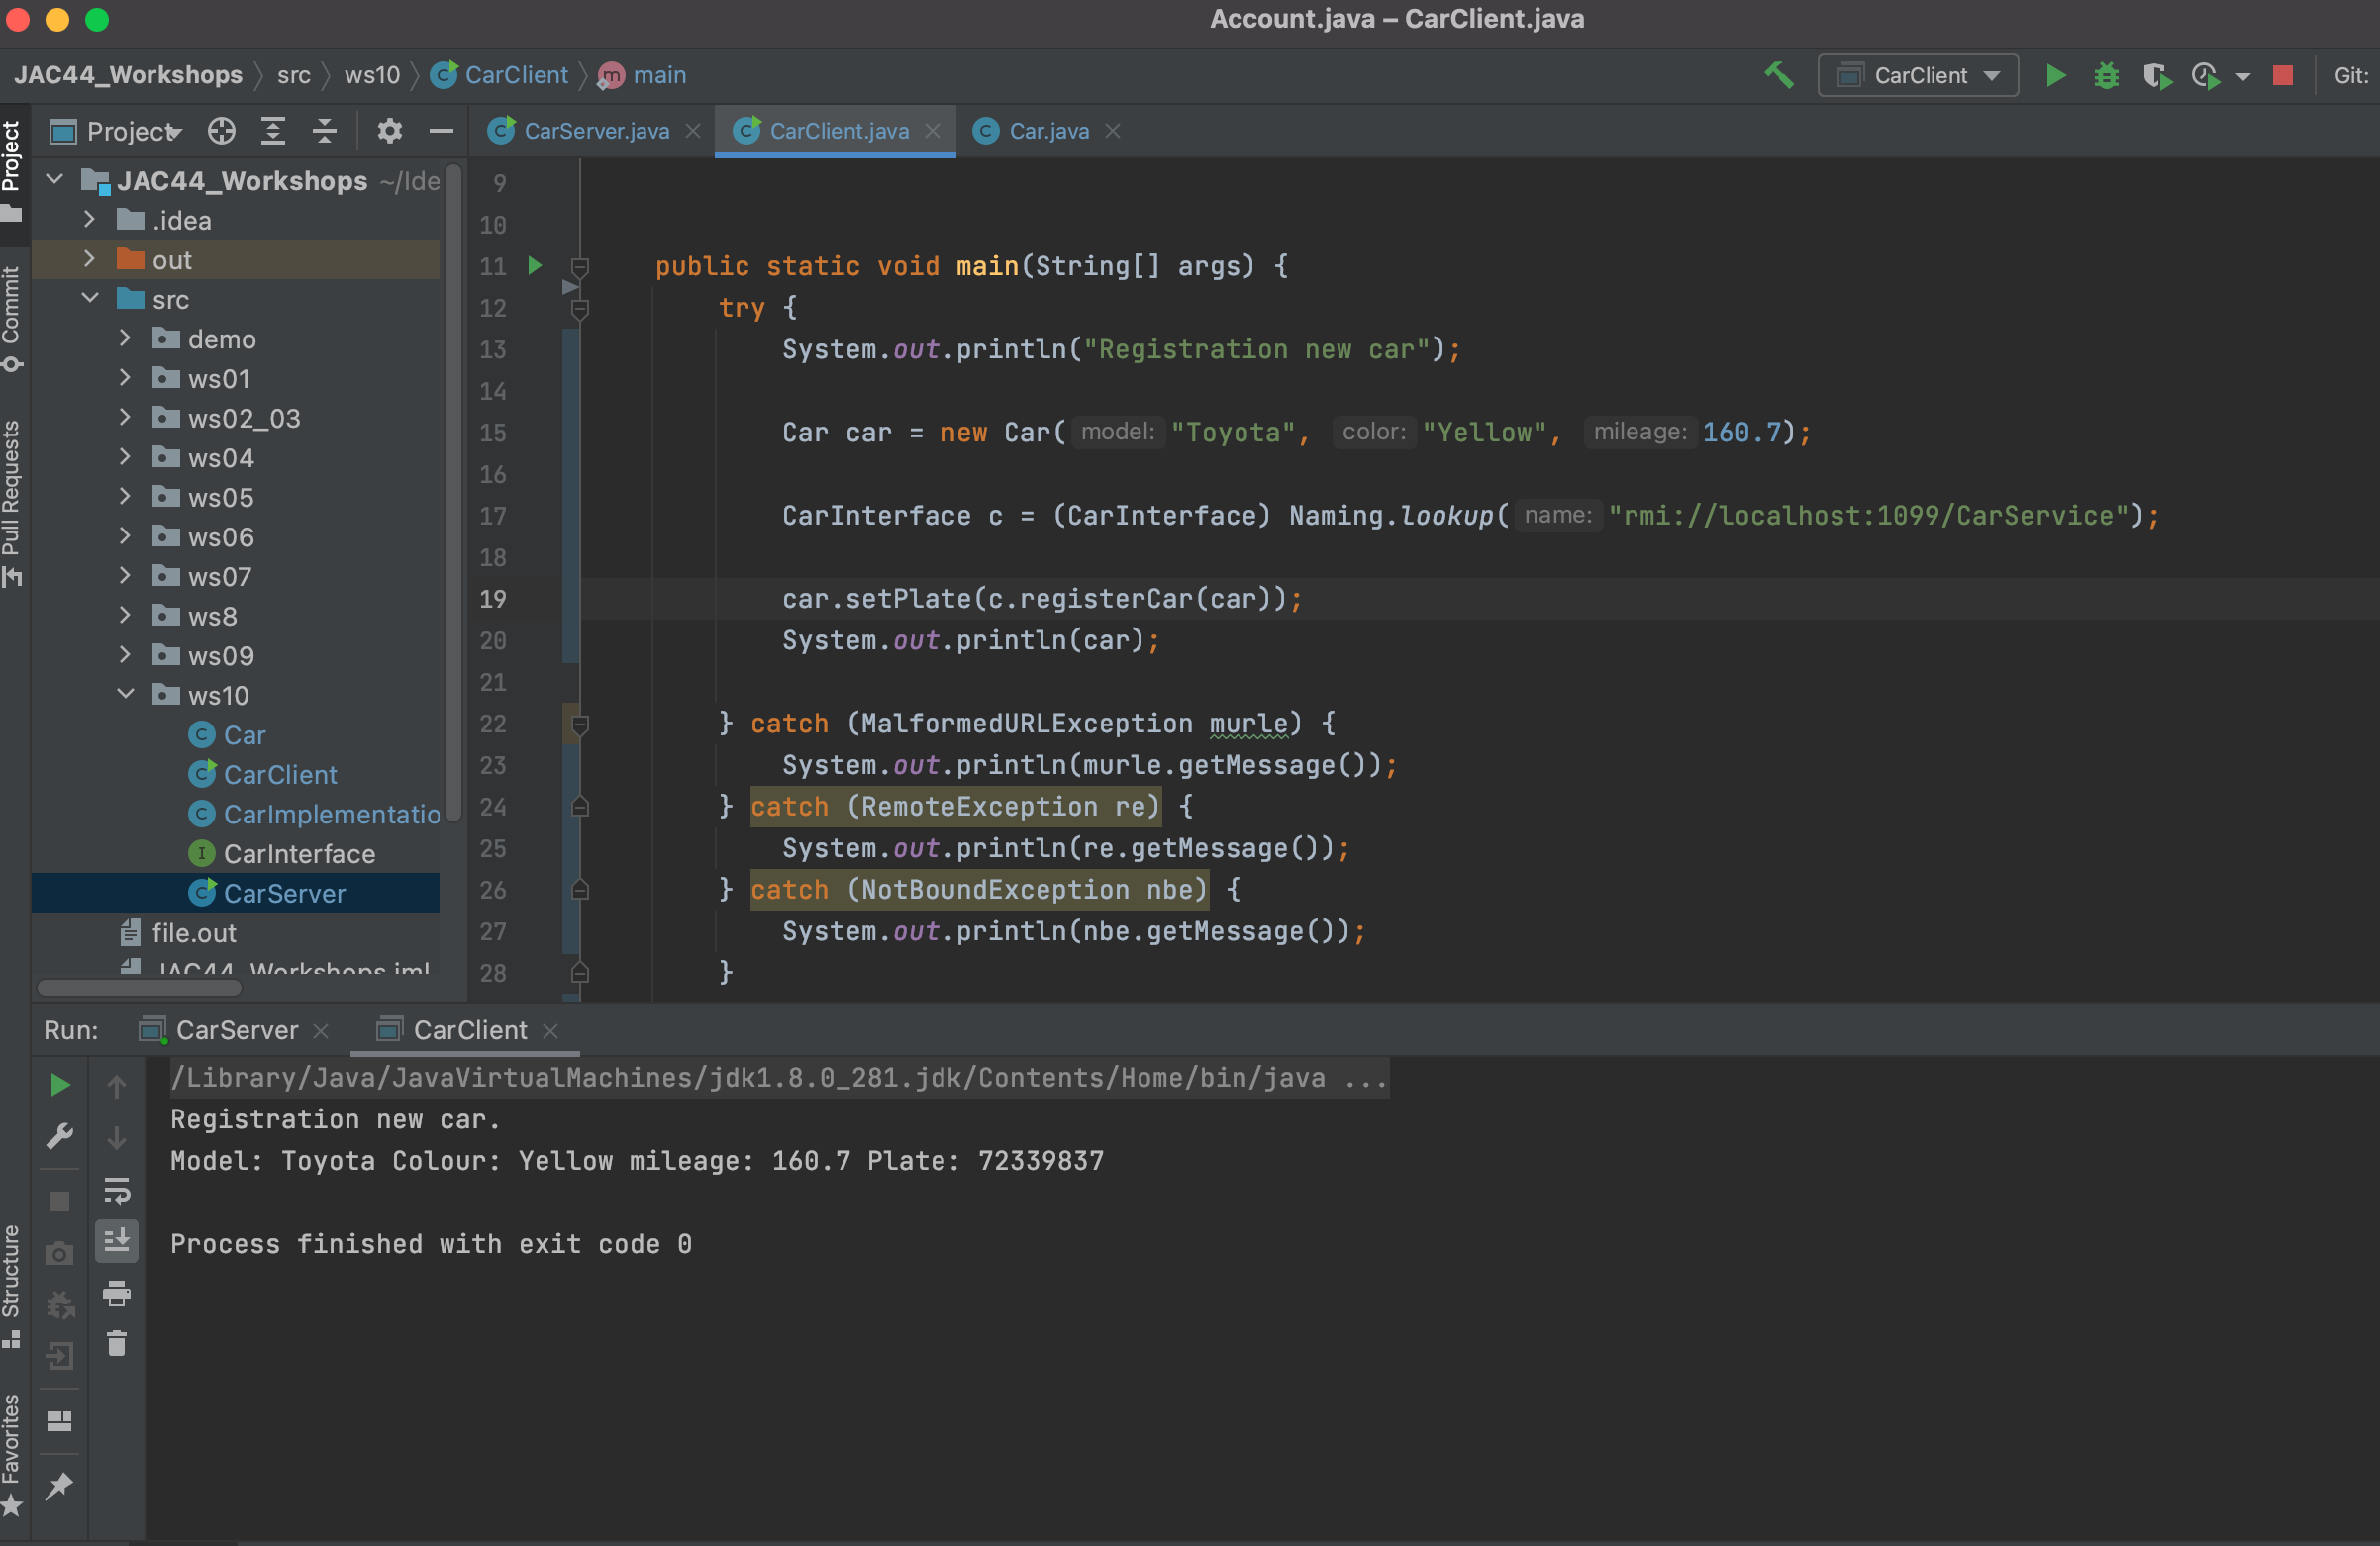 Account.java – CarClient.java
JAC44_Workshops src ws10 CarClient main
CarClient Git:
Project
CarServer.java CarClient.java Car.java
JAC44_Workshops ~/Ide
.idea
out
src
demo
ws01
ws02_03
ws04
ws05
ws06
ws07
ws8
ws09
ws10
Car
CarClient
CarImplementatio
CarInterface
CarServer
file.out
JAC44_Workshops.iml
Project
Commit
Pull Requests
Structure
Favorites
9
10
11 public static void main(String[] args) {
12 try {
13 System.out.println("Registration new car");
14
15 Car car = new Car( model: "Toyota", color: "Yellow", mileage: 160.7);
16
17 CarInterface c = (CarInterface) Naming.lookup( name: "rmi://localhost:1099/CarService");
18
19 car.setPlate(c.registerCar(car));
20 System.out.println(car);
21
22 } catch (MalformedURLException murle) {
23 System.out.println(murle.getMessage());
24 } catch (RemoteException re) {
25 System.out.println(re.getMessage());
26 } catch (NotBoundException nbe) {
27 System.out.println(nbe.getMessage());
28 }
Run: CarServer CarClient
/Library/Java/JavaVirtualMachines/jdk1.8.0_281.jdk/Contents/Home/bin/java ...
Registration new car.
Model: Toyota Colour: Yellow mileage: 160.7 Plate: 72339837
Process finished with exit code 0